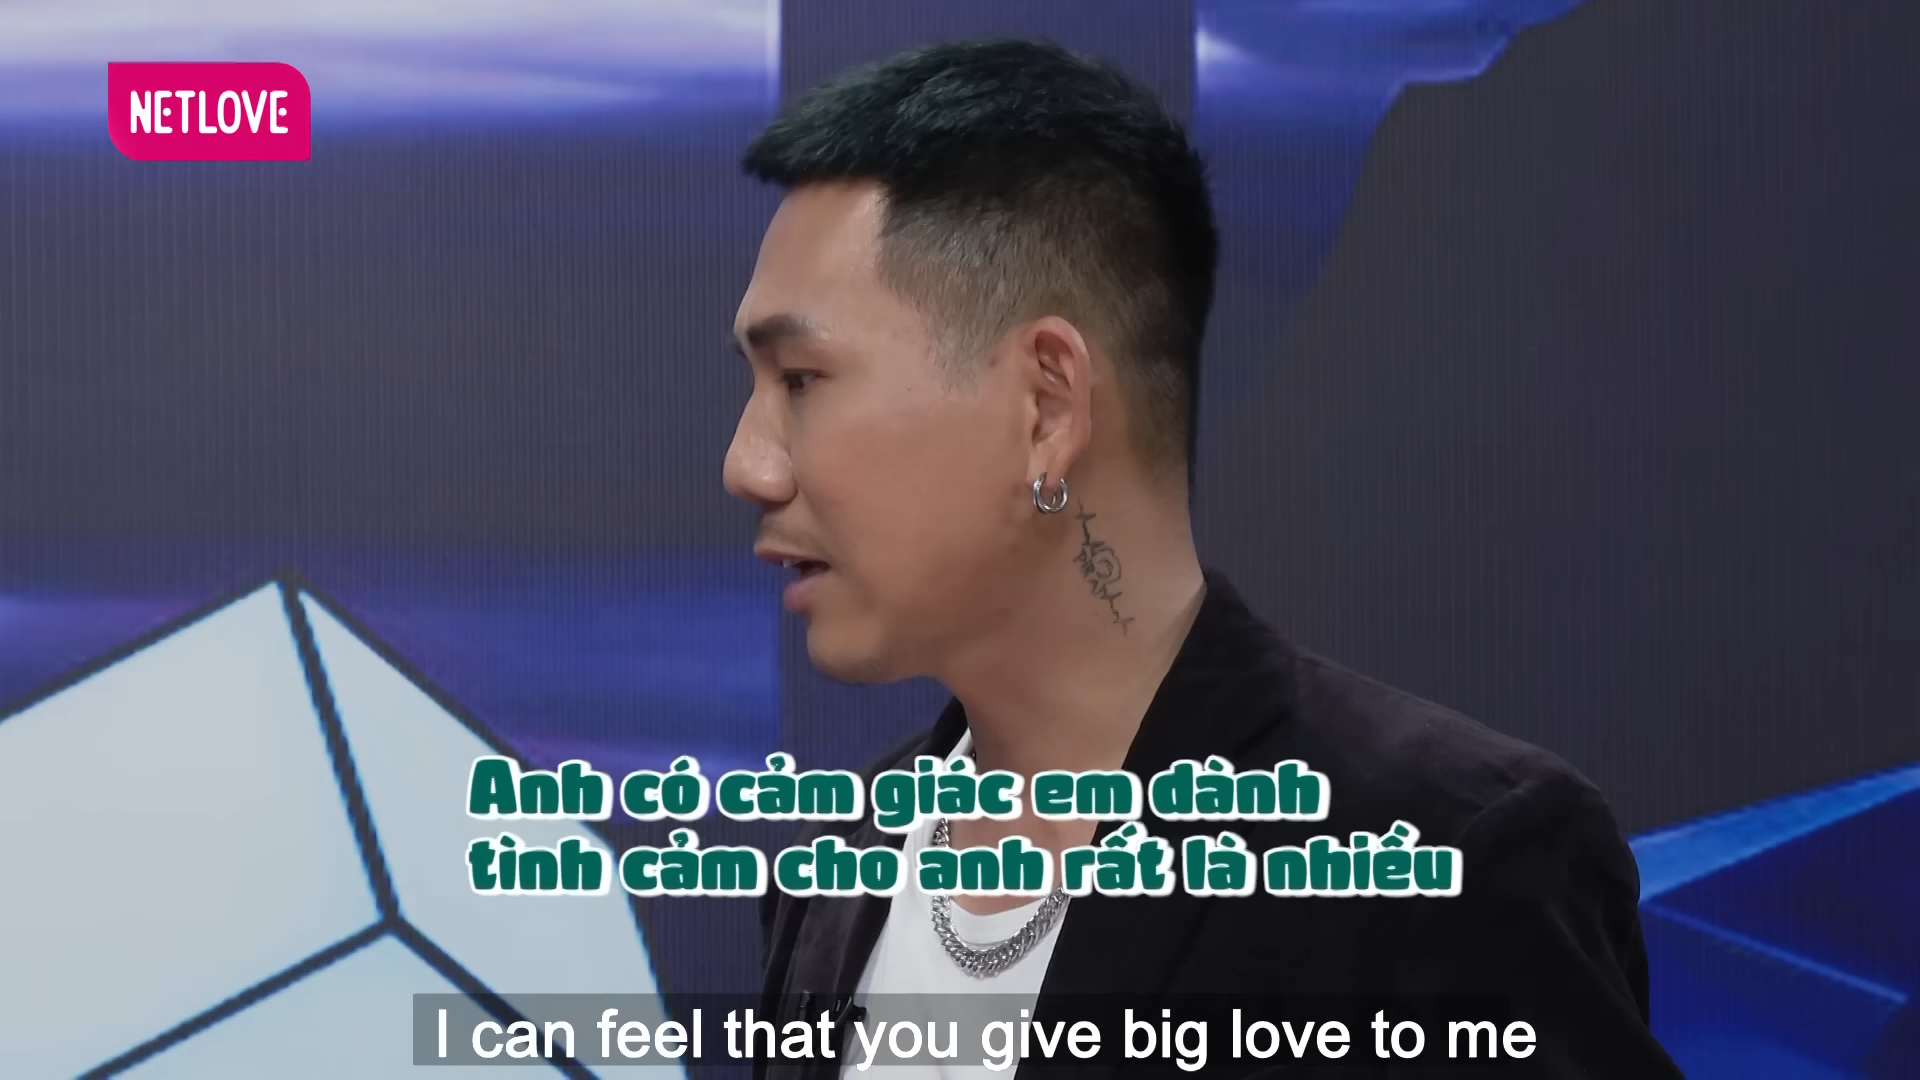 NETLOVE
Anh có cảm giác em dành
tình cảm cho anh rất là nhiều
I can feel that you give big love to me